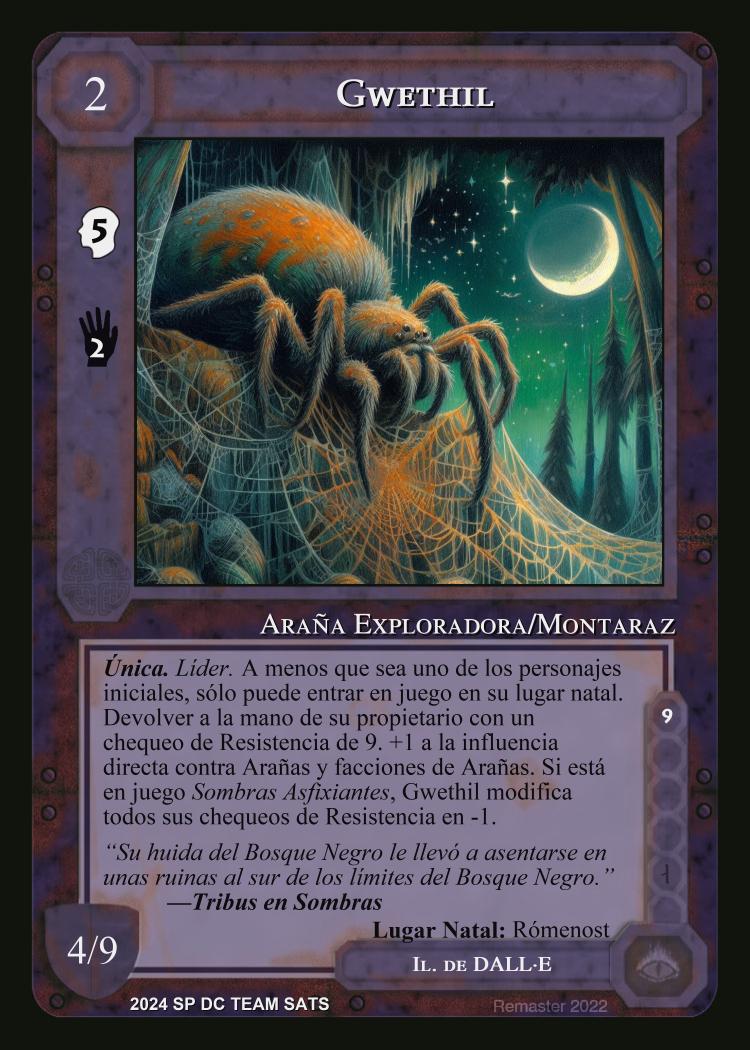 2
Gwethil
5
2
Araña Exploradora/Montaraz
Única. Líder. A menos que sea uno de los personajes
iniciales, sólo puede entrar en juego en su lugar natal.
Devolver a la mano de su propietario con un
chequeo de Resistencia de 9. +1 a la influencia
directa contra Arañas y facciones de Arañas. Si está
en juego Sombras Asfixiantes, Gwethil modifica
todos sus chequeos de Resistencia en -1.
9
“Su huida del Bosque Negro le llevó a asentarse en
unas ruinas al sur de los límites del Bosque Negro.”
—Tribus en Sombras
Lugar Natal: Rómenost
4/9
Il. de DALL·E
2024 SP DC TEAM SATS
Remaster 2022